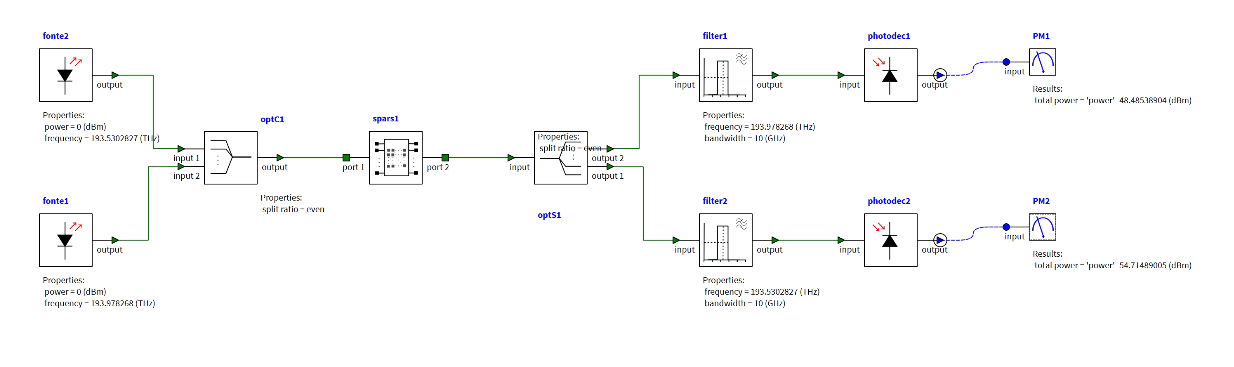 fonte2
output
Properties:
power = 0 (dBm)
frequency = 193.5302827 (THz)
fonte1
output
Properties:
power = 0 (dBm)
frequency = 193.978268 (THz)
optC1
input 1
input 2
output
Properties:
split ratio = even
spars1
port 1
port 2
Properties:
split ratio = even
input
output 2
output 1
optS1
filter1
input
output
Properties:
frequency = 193.978268 (THz)
bandwidth = 10 (GHz)
photodec1
input
output
PM1
input
Results:
total power = 'power' -48.48538904 (dBm)
filter2
input
output
Properties:
frequency = 193.5302827 (THz)
bandwidth = 10 (GHz)
photodec2
input
output
PM2
input
Results:
total power = 'power' -54.71489005 (dBm)